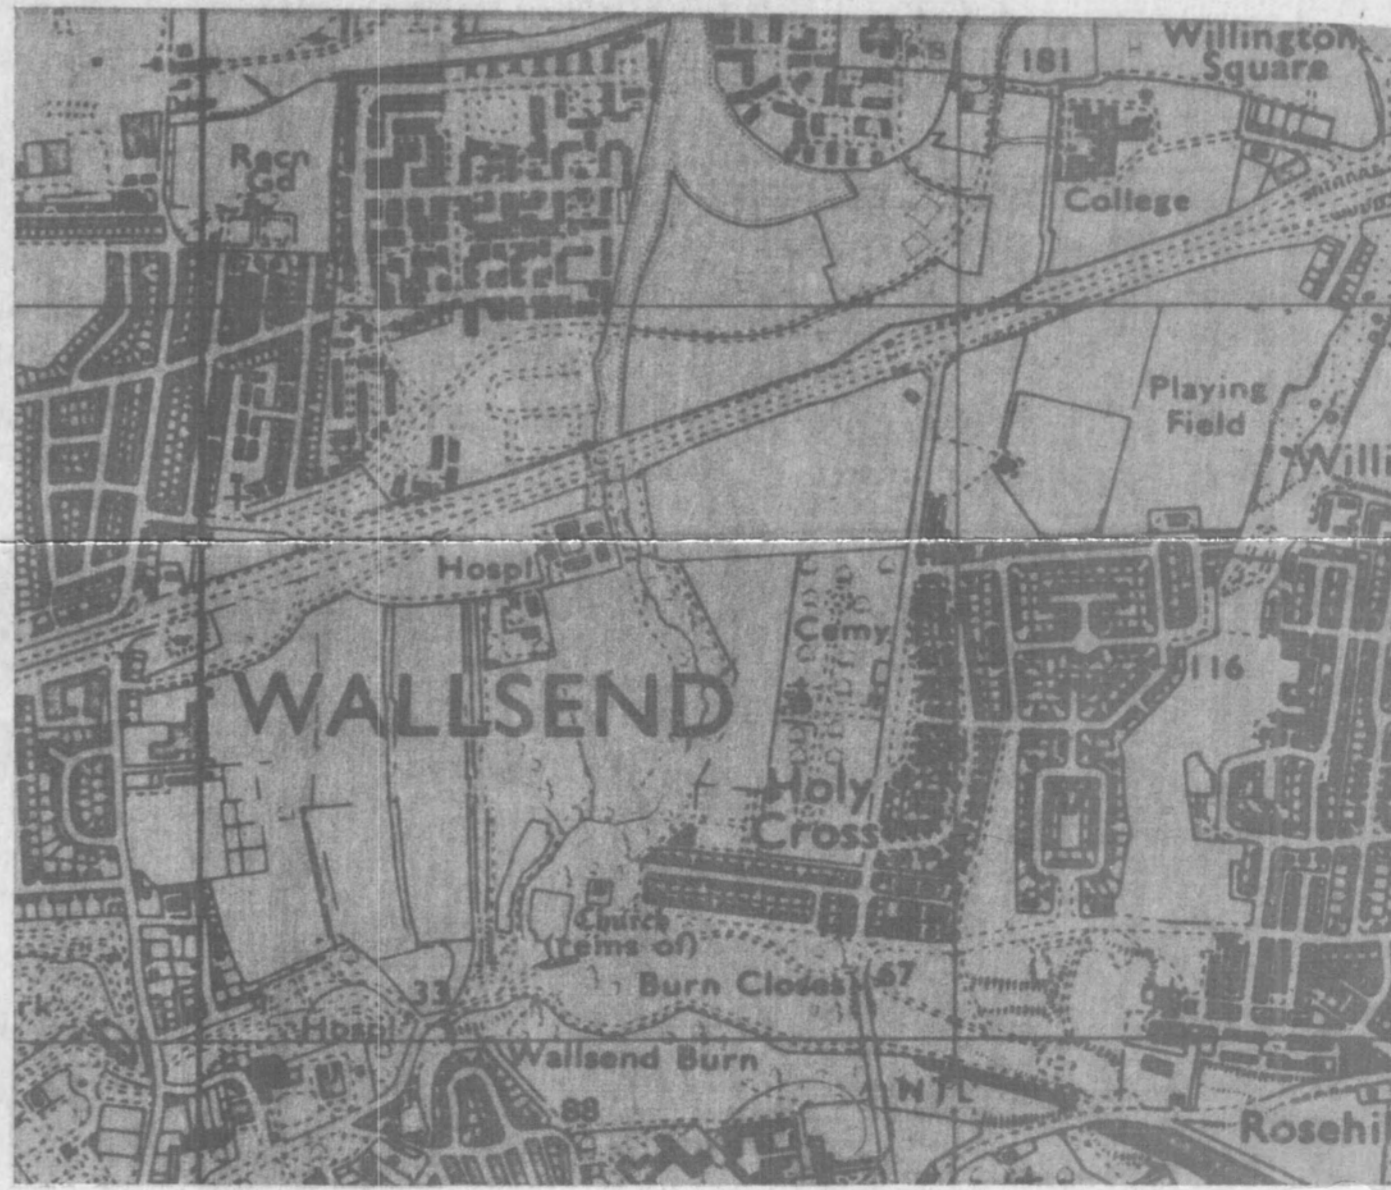 Willington
Square
181
Recn
Gd
College
Playing
Field
Willi
Hospl
Cemy
116
WALLSEND
Holy
Cross
Church
(rems of)
Burn Closes
67
33
rk
Hospl
Wallsend Burn
NTL
88
Rosehi